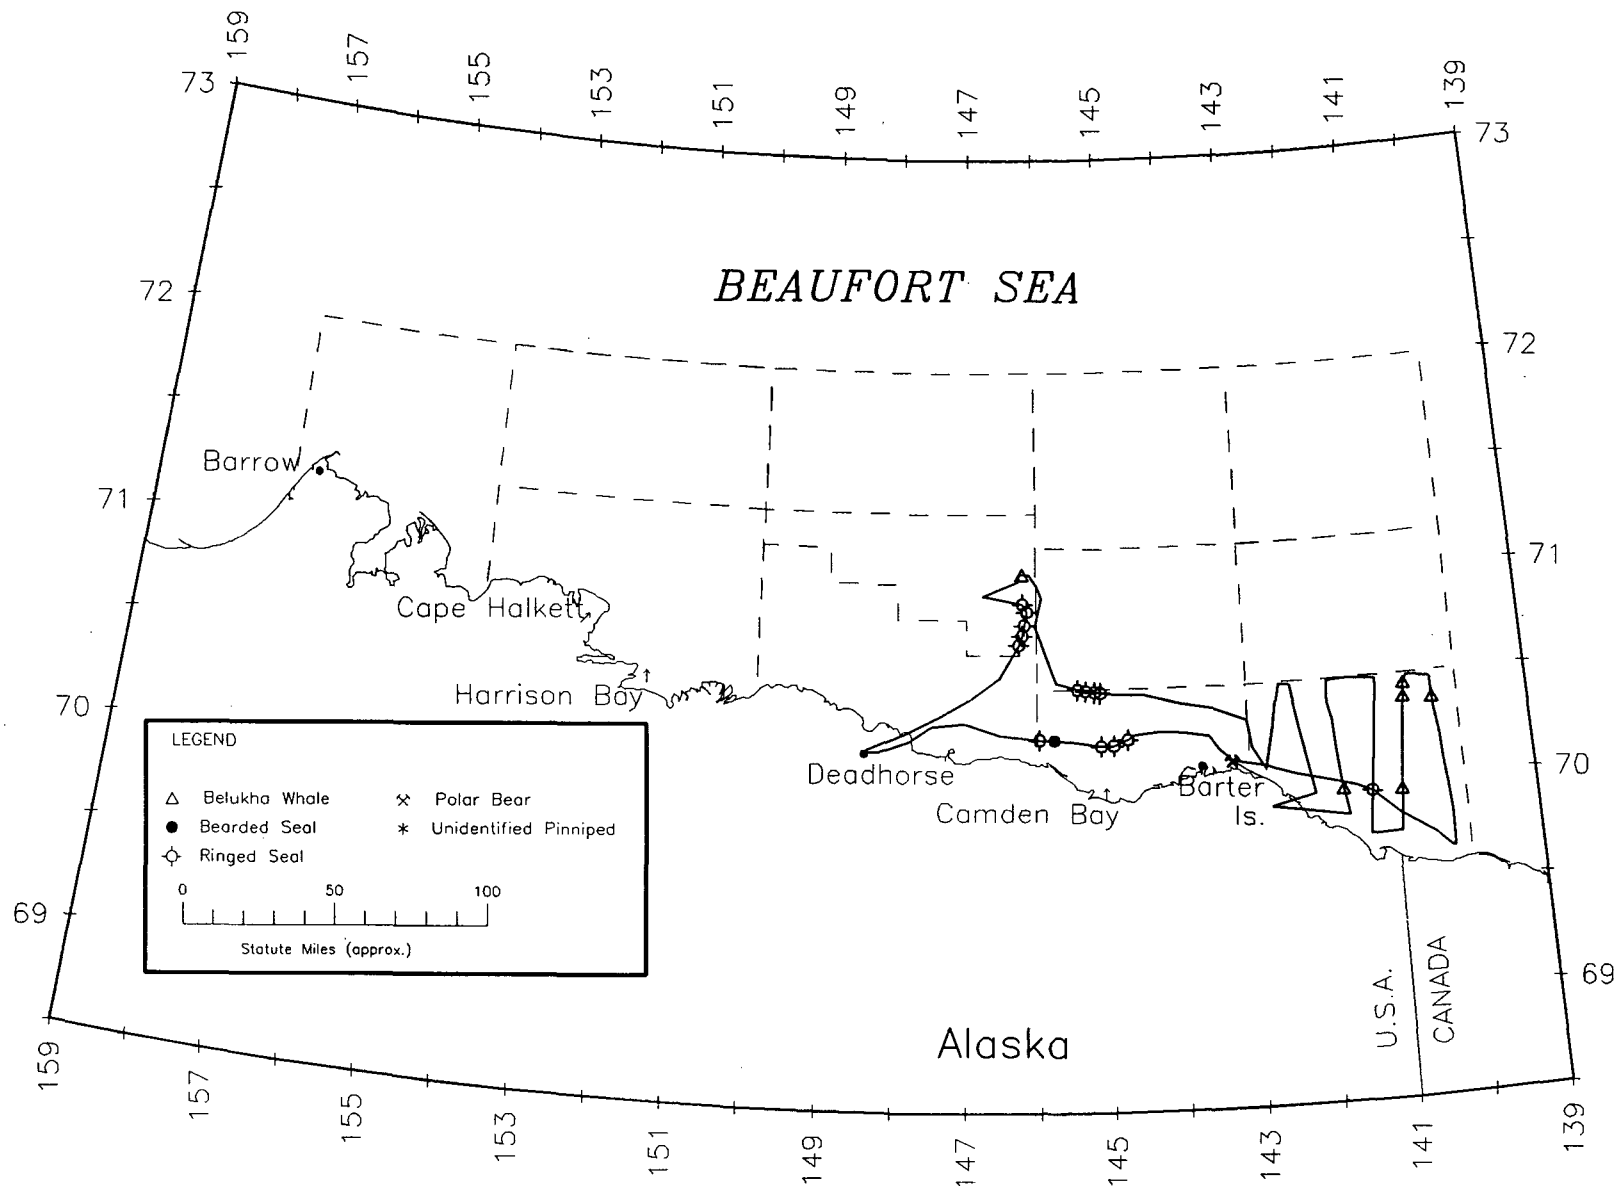 159
157
155
153
151
149
147
145
143
141
139
73
73
BEAUFORT SEA
72
72
Barrow
71
71
Cape Halkett
Harrison Bay
70
70
Deadhorse
Camden Bay
Barter
Is.
LEGEND
Belukha Whale
Polar Bear
Bearded Seal
Unidentified Pinniped
Ringed Seal
0 50 100
Statute Miles (approx.)
69
69
U.S.A.
CANADA
Alaska
159
157
155
153
151
149
147
145
143
141
139